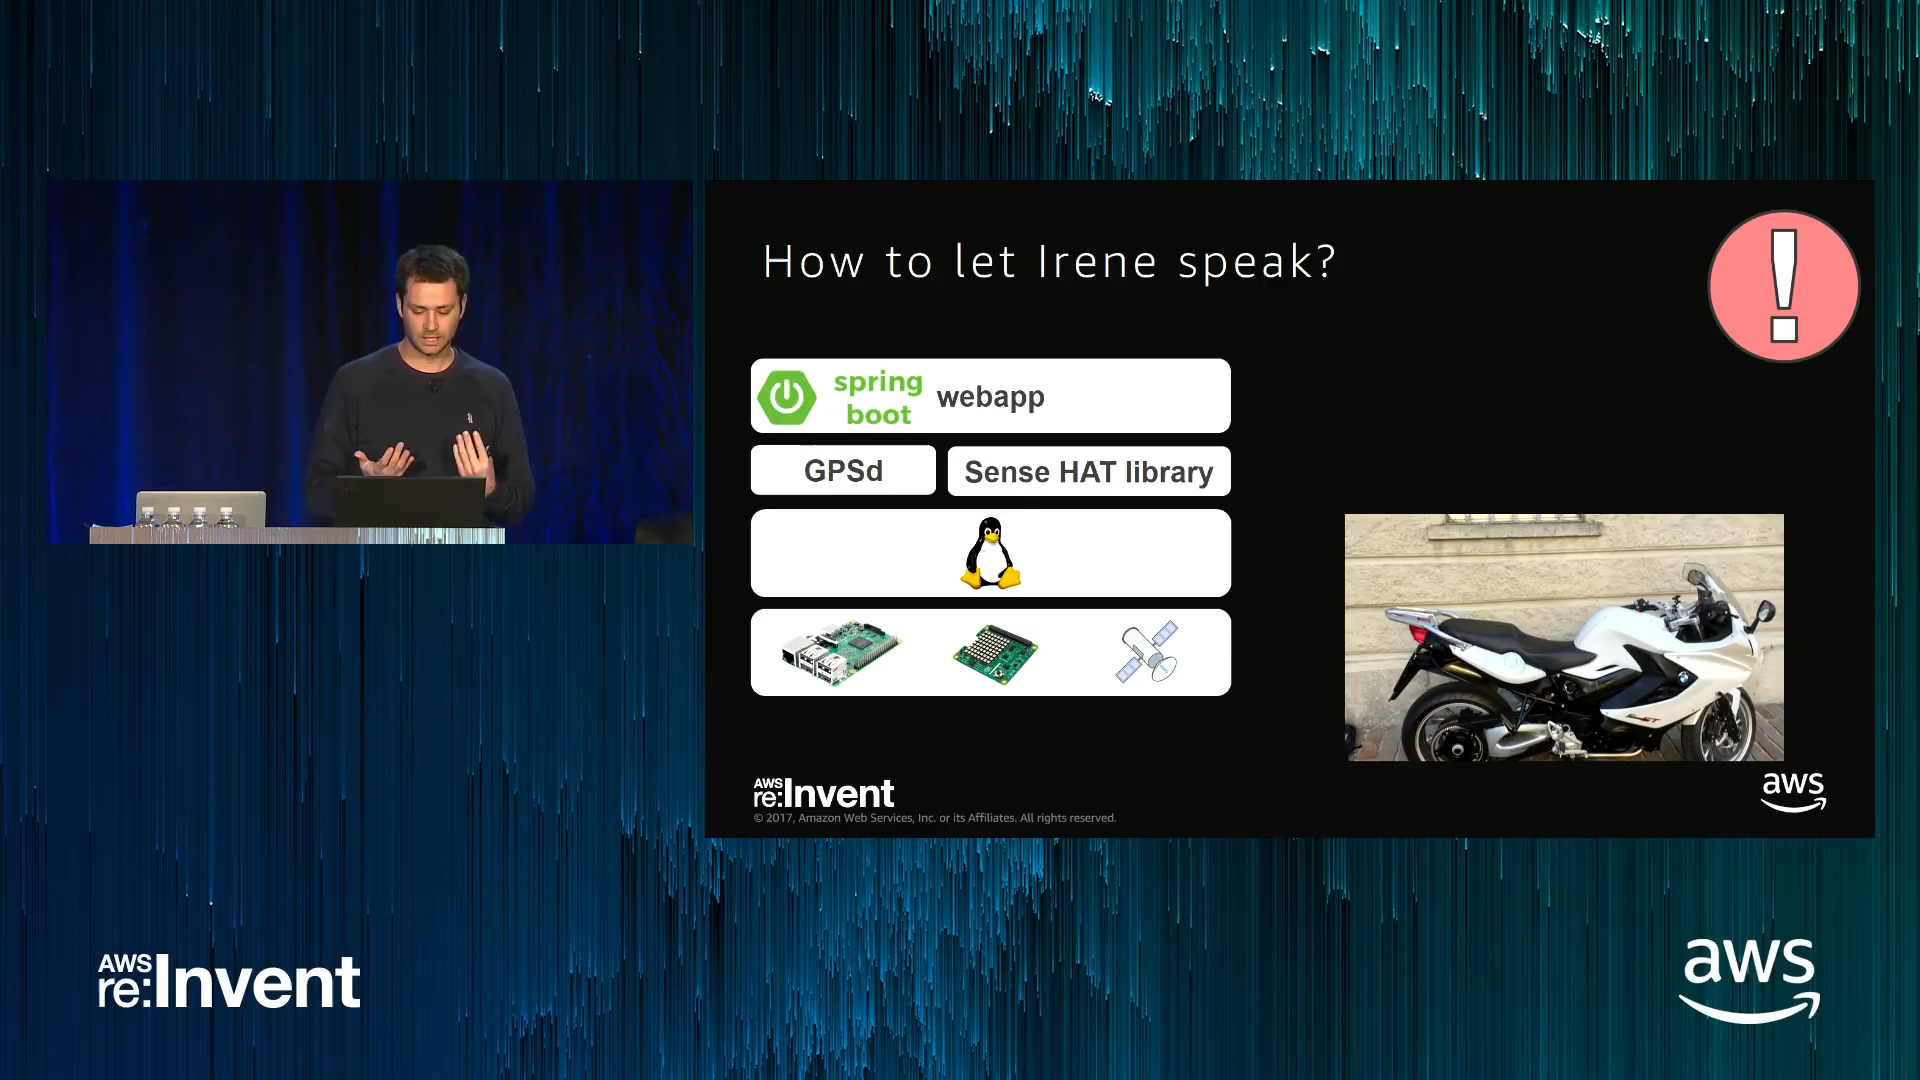 How to let Irene speak?
spring
boot
webapp
GPSd
Sense HAT library
AWS
re:Invent
© 2017, Amazon Web Services, Inc. or its Affiliates. All rights reserved.
aws
AWS
re:Invent
aws